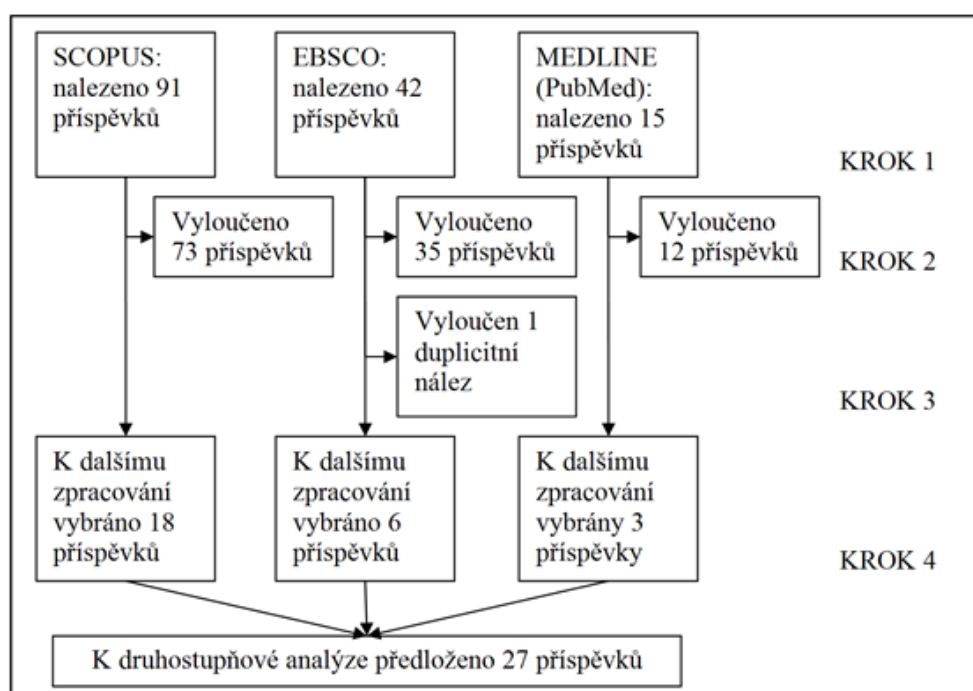 SCOPUS:
nalezeno 91
příspěvků
EBSCO:
nalezeno 42
příspěvků
MEDLINE
(PubMed):
nalezeno 15
příspěvků
KROK 1
Vyloučeno
73 příspěvků
Vyloučeno
35 příspěvků
Vyloučeno
12 příspěvků
KROK 2
Vyloučen 1
duplicitní
nález
KROK 3
K dalšímu
zpracování
vybráno 18
příspěvků
K dalšímu
zpracování
vybráno 6
příspěvků
K dalšímu
zpracování
vybrány 3
příspěvky
KROK 4
K druhostupňové analýze předloženo 27 příspěvků